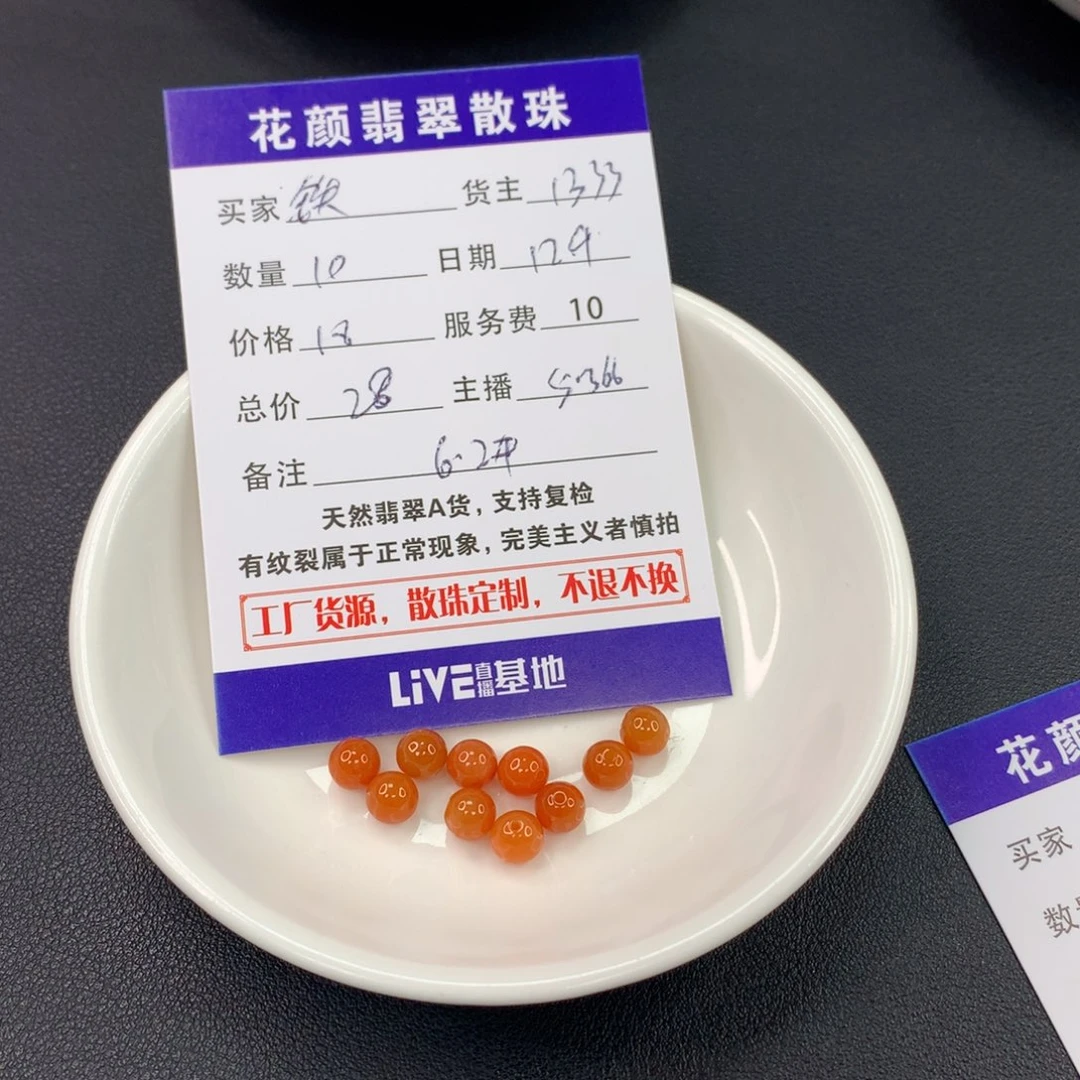 花颜翡翠散珠
买家 铁 货主 1333
数量 10 日期
价格 18 服务费 10
总价 28 主播
备注 6.2#
天然翡翠A货，支持复检
有纹裂属于正常现象，完美主义者慎拍
工厂货源，散珠定制，不退不换
LiVE直播基地
花颜
买家